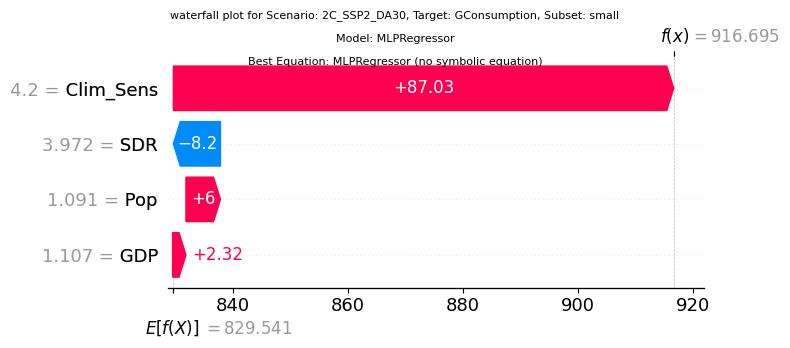 waterfall plot for Scenario: 2C_SSP2_DA30, Target: GConsumption, Subset: small
Model: MLPRegressor
Best Equation: MLPRegressor (no symbolic equation)
f(x) = 916.695
4.2 = Clim_Sens
+87.03
3.972 = SDR
−8.2
1.091 = Pop
+6
1.107 = GDP
+2.32
840 860 880 900 920
E[f(X)] = 829.541